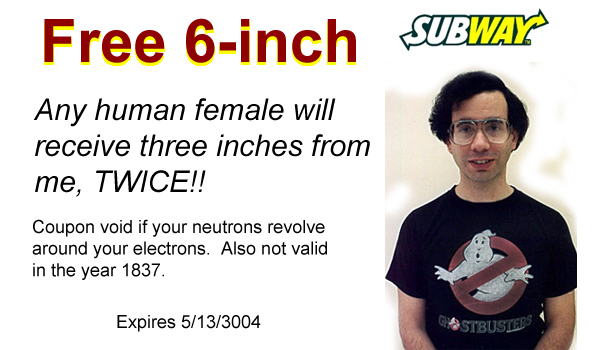 Free 6-inch
SUBWAY
Any human female will
receive three inches from
me, TWICE!!
Coupon void if your neutrons revolve
around your electrons.  Also not valid
in the year 1837.
Expires 5/13/3004
GHOSTBUSTERS